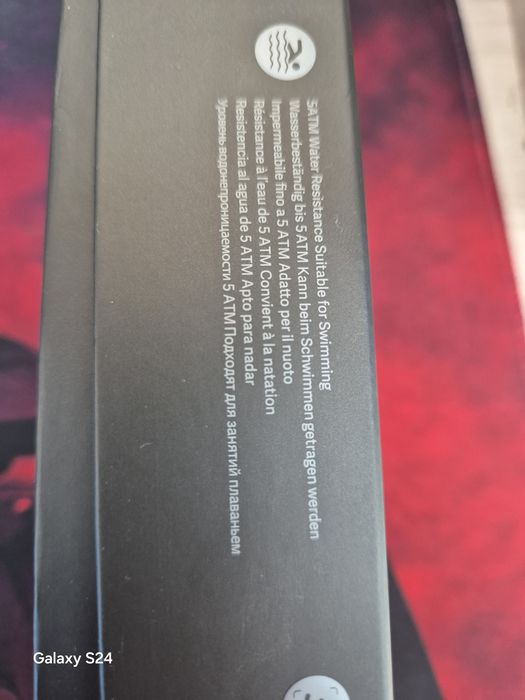 5ATM Water Resistance Suitable for Swimming
Wasserbeständig bis 5 ATM Kann beim Schwimmen getragen werden
Impermeabile fino a 5 ATM Adatto per il nuoto
Résistance à l'eau de 5 ATM Convient à la natation
Resistencia al agua de 5 ATM Apto para nadar
Уровень водонепроницаемости 5 ATM Подходят для занятий плаваньем
Galaxy S24